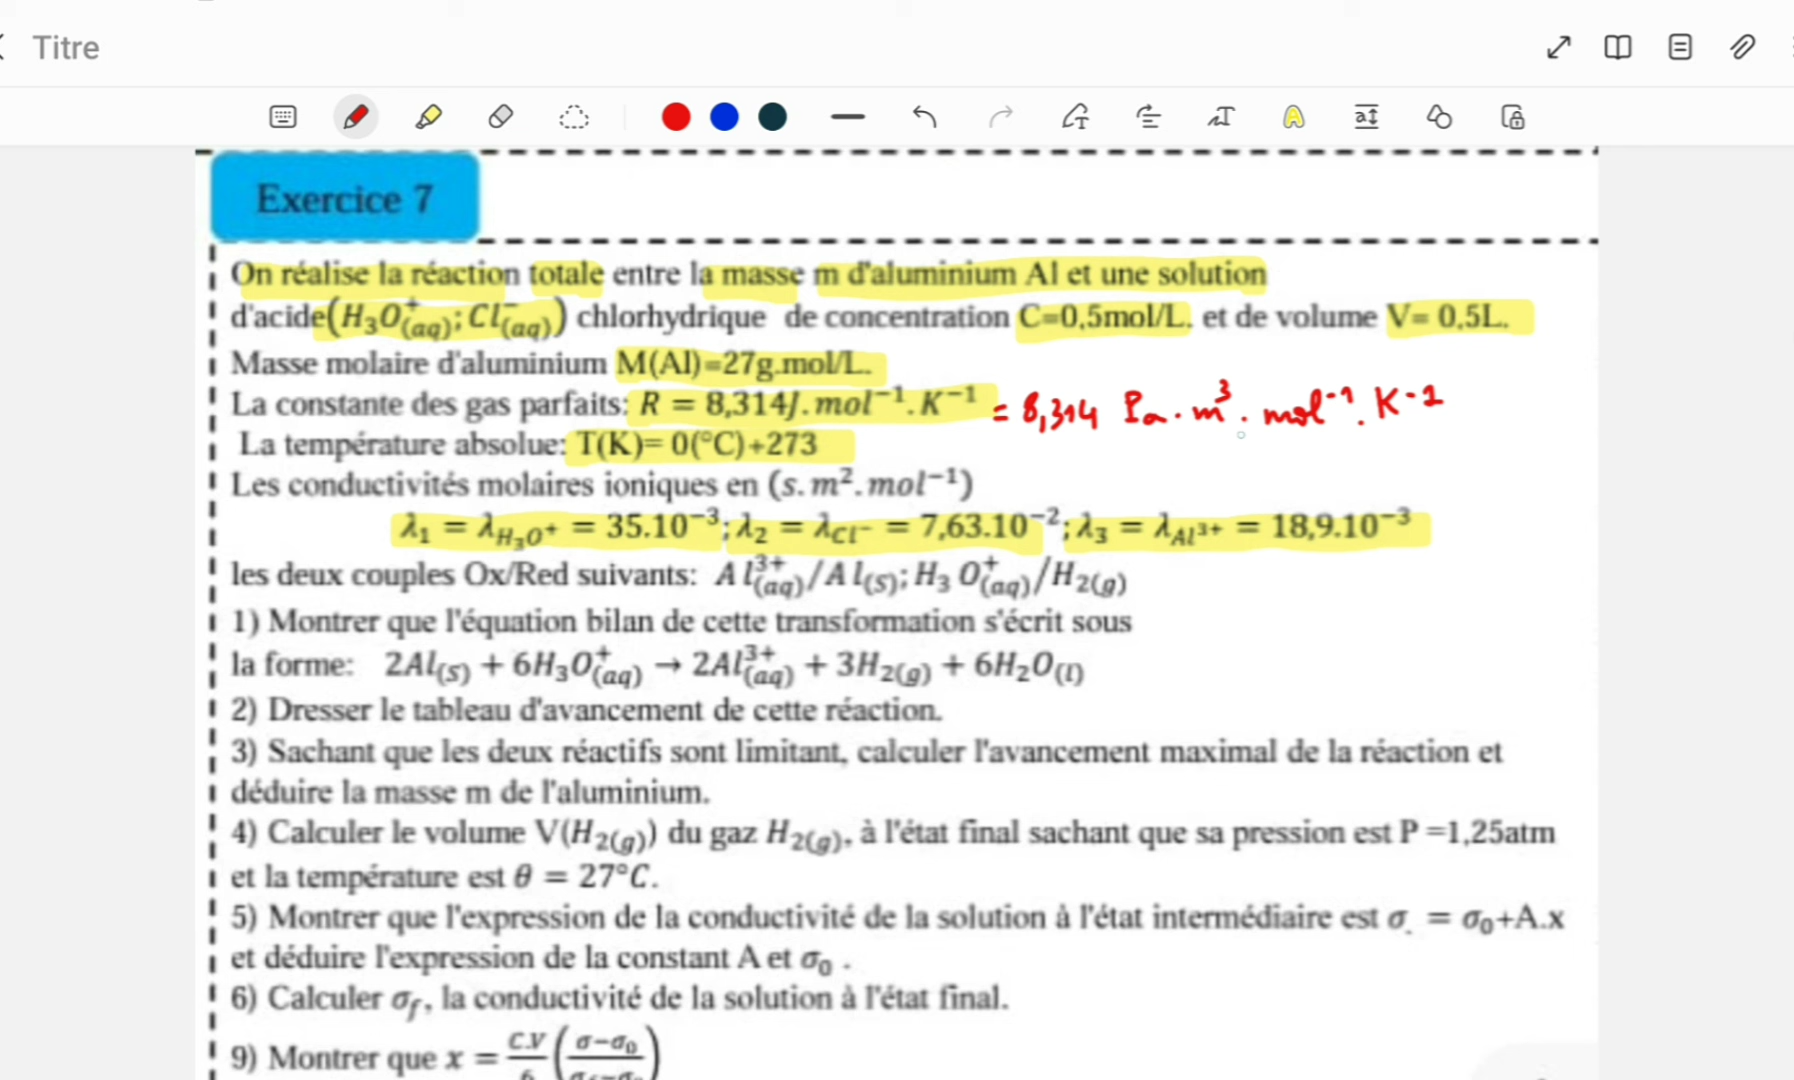 Titre
Exercice 7
On réalise la réaction totale entre la masse m d'aluminium Al et une solution
d'acide(H₃O⁺(aq); Cl⁻(aq)) chlorhydrique de concentration C=0,5mol/L. et de volume V= 0,5L.
Masse molaire d'aluminium M(Al)=27g.mol/L.
La constante des gas parfaits: R = 8,314J.mol⁻¹.K⁻¹ = 8,314 Pa.m³.mol⁻¹.K-1
La température absolue: T(K)= 0(°C)+273
Les conductivités molaires ioniques en (s.m².mol⁻¹)
λ₁ = λH₃O⁺ = 35.10⁻³; λ₂ = λCl⁻ = 7,63.10⁻²; λ₃ = λAl³⁺ = 18,9.10⁻³
les deux couples Ox/Red suivants: Al³⁺(aq)/Al(S); H₃O⁺(aq)/H₂(g)
1) Montrer que l'équation bilan de cette transformation s'écrit sous
la forme: 2Al(S) + 6H₃O⁺(aq) → 2Al³⁺(aq) + 3H₂(g) + 6H₂O(l)
2) Dresser le tableau d'avancement de cette réaction.
3) Sachant que les deux réactifs sont limitant, calculer l'avancement maximal de la réaction et
déduire la masse m de l'aluminium.
4) Calculer le volume V(H₂(g)) du gaz H₂(g), à l'état final sachant que sa pression est P =1,25atm
et la température est θ = 27°C.
5) Montrer que l'expression de la conductivité de la solution à l'état intermédiaire est σ. = σ₀+A.x
et déduire l'expression de la constant A et σ₀ .
6) Calculer σf, la conductivité de la solution à l'état final.
9) Montrer que x = C.V/6 (σ−σ₀/σf−σ₀)